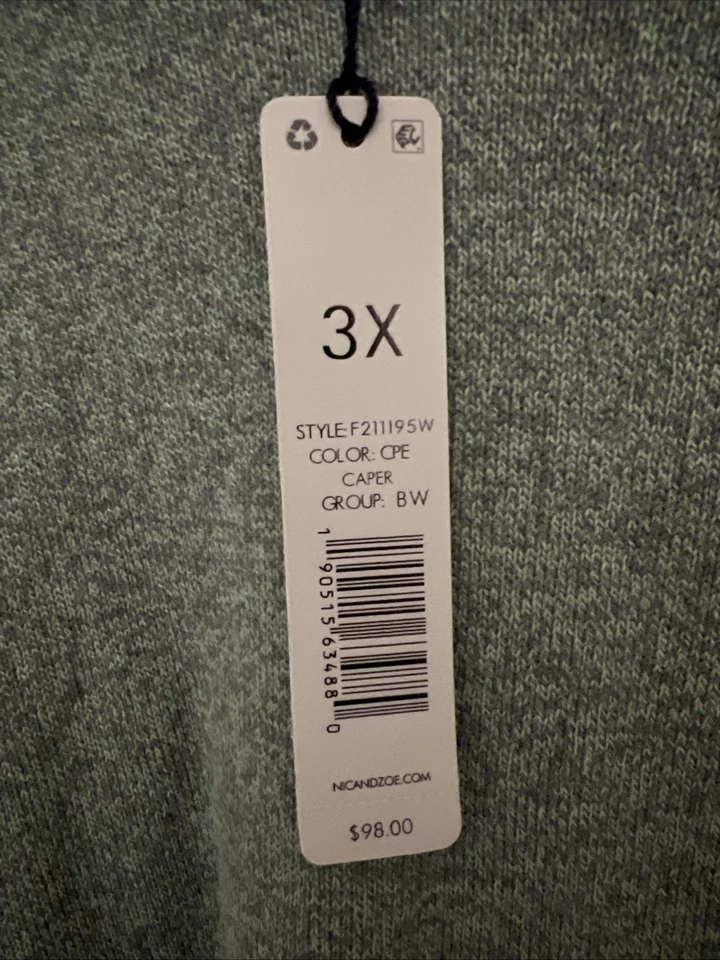 3X
STYLE:F211195W
COLOR: CPE
CAPER
GROUP: BW
1 90515 63488 0
NICANDZOE.COM
$98.00